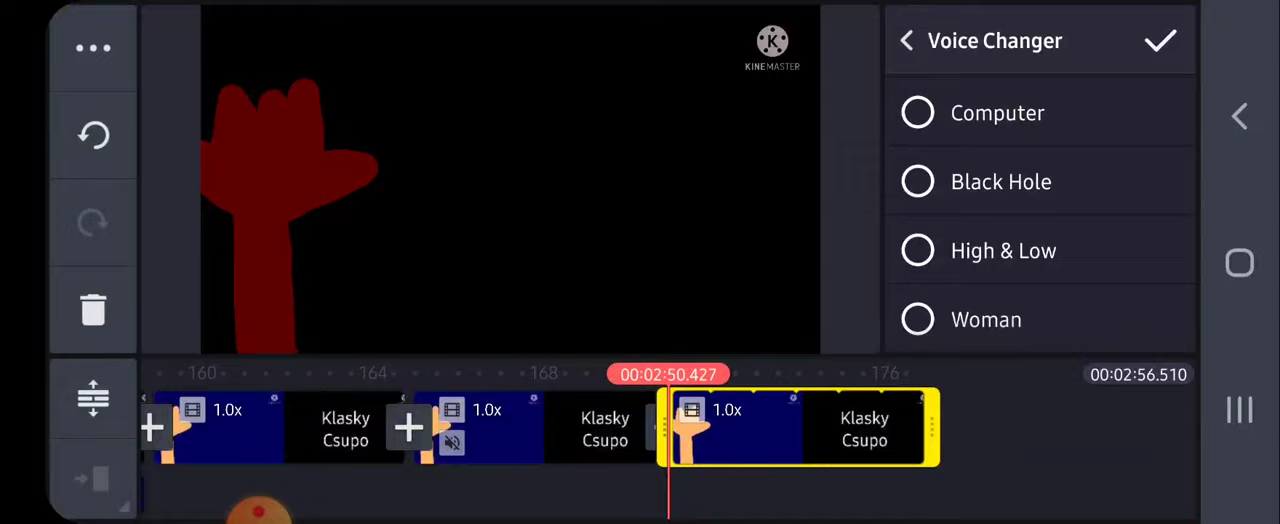 K
KINEMASTER
Voice Changer
Computer
Black Hole
High & Low
Woman
160
164
168
00:02:50.427
176
00:02:56.510
1.0x
Klasky
Csupo
1.0x
Klasky
Csupo
1.0x
Klasky
Csupo